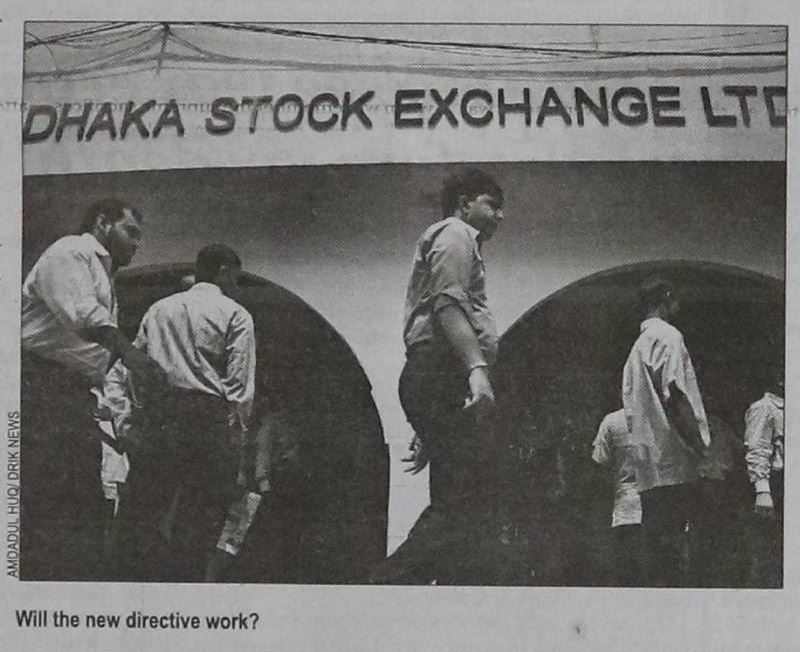 DHAKA STOCK EXCHANGE LTD
AMDADUL HUQ/ DRIK NEWS
Will the new directive work?